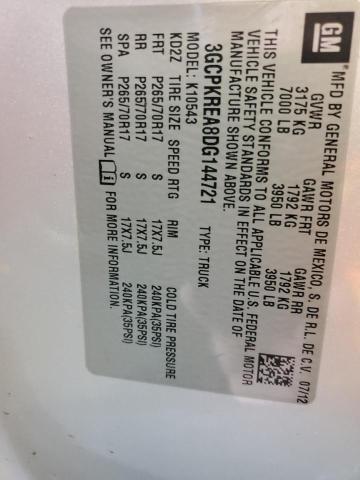 GM
MFD BY GENERAL MOTORS DE MEXICO, S. DE R.L. DE C.V. 07/12
GVWR GAWR FRT GAWR RR
3175 KG 1792 KG 1792 KG
7000 LB 3950 LB 3950 LB
THIS VEHICLE CONFORMS TO ALL APPLICABLE U.S. FEDERAL MOTOR
VEHICLE SAFETY STANDARDS IN EFFECT ON THE DATE OF
MANUFACTURE SHOWN ABOVE.
3GCPKREA8DG144721 TYPE: TRUCK
MODEL: K10543
KD2Z TIRE SIZE SPEED RTG RIM COLD TIRE PRESSURE
FRT P265/70R17 S 17X7.5J 240KPA(35PSI)
RR P265/70R17 S 17X7.5J 240KPA(35PSI)
SPA P265/70R17 S 17X7.5J 240KPA(35PSI)
SEE OWNER'S MANUAL FOR MORE INFORMATION.